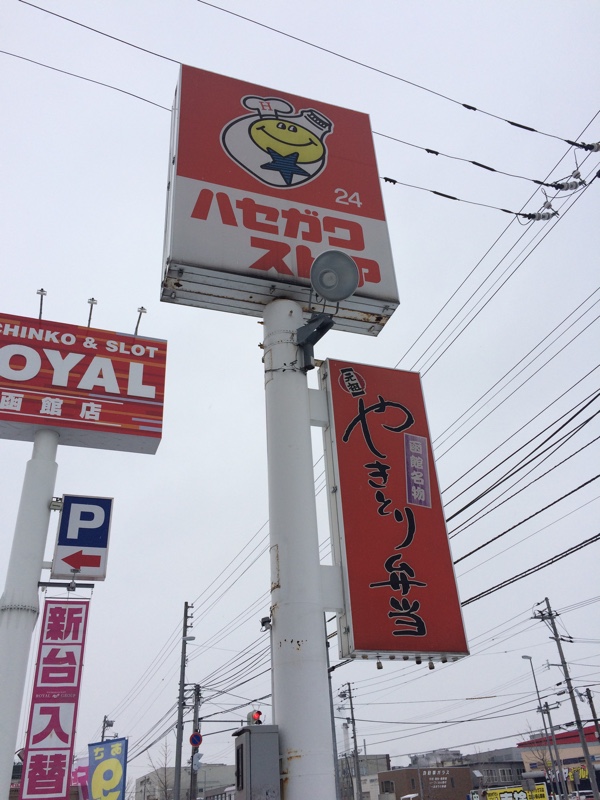 H
24
ハセガワ
ストア
CHINKO & SLOT
OYAL
函館店
元祖
やきとり弁当
函館名物
P
新台入替